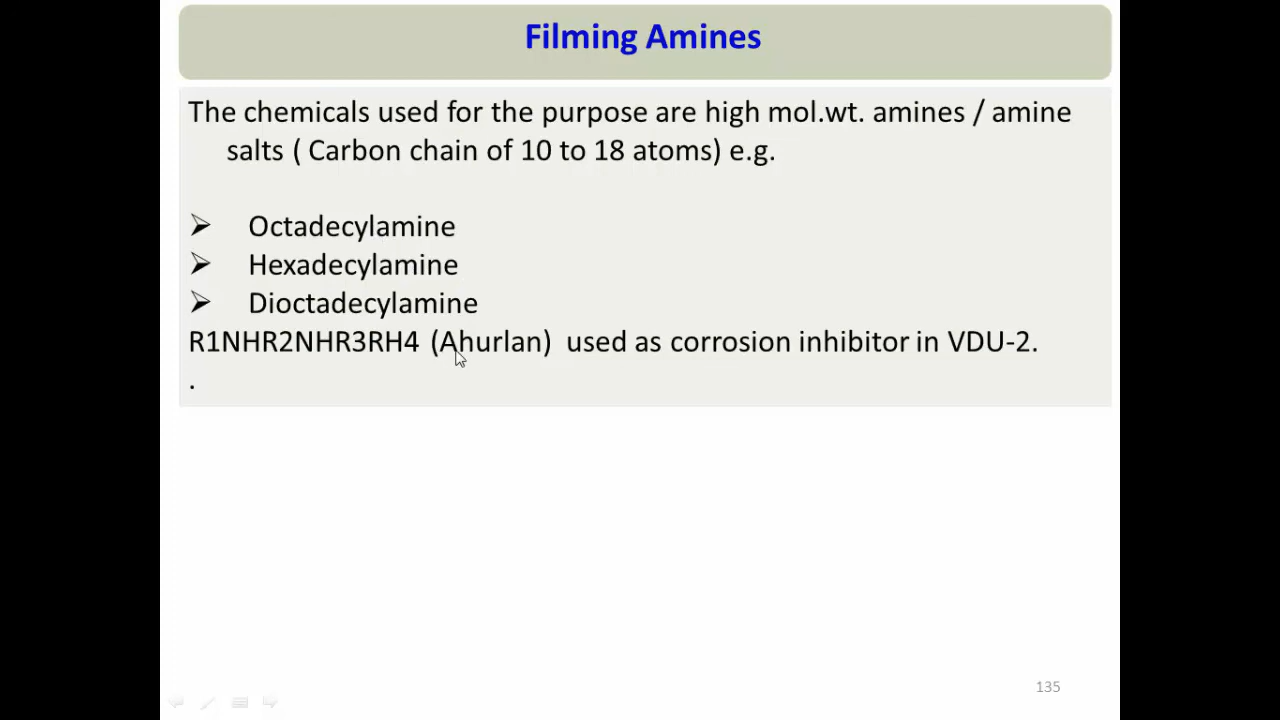 Filming Amines
The chemicals used for the purpose are high mol.wt. amines / amine
salts ( Carbon chain of 10 to 18 atoms) e.g.
➢ Octadecylamine
➢ Hexadecylamine
➢ Dioctadecylamine
R1NHR2NHR3RH4 (Ahurlan) used as corrosion inhibitor in VDU-2.
.
135